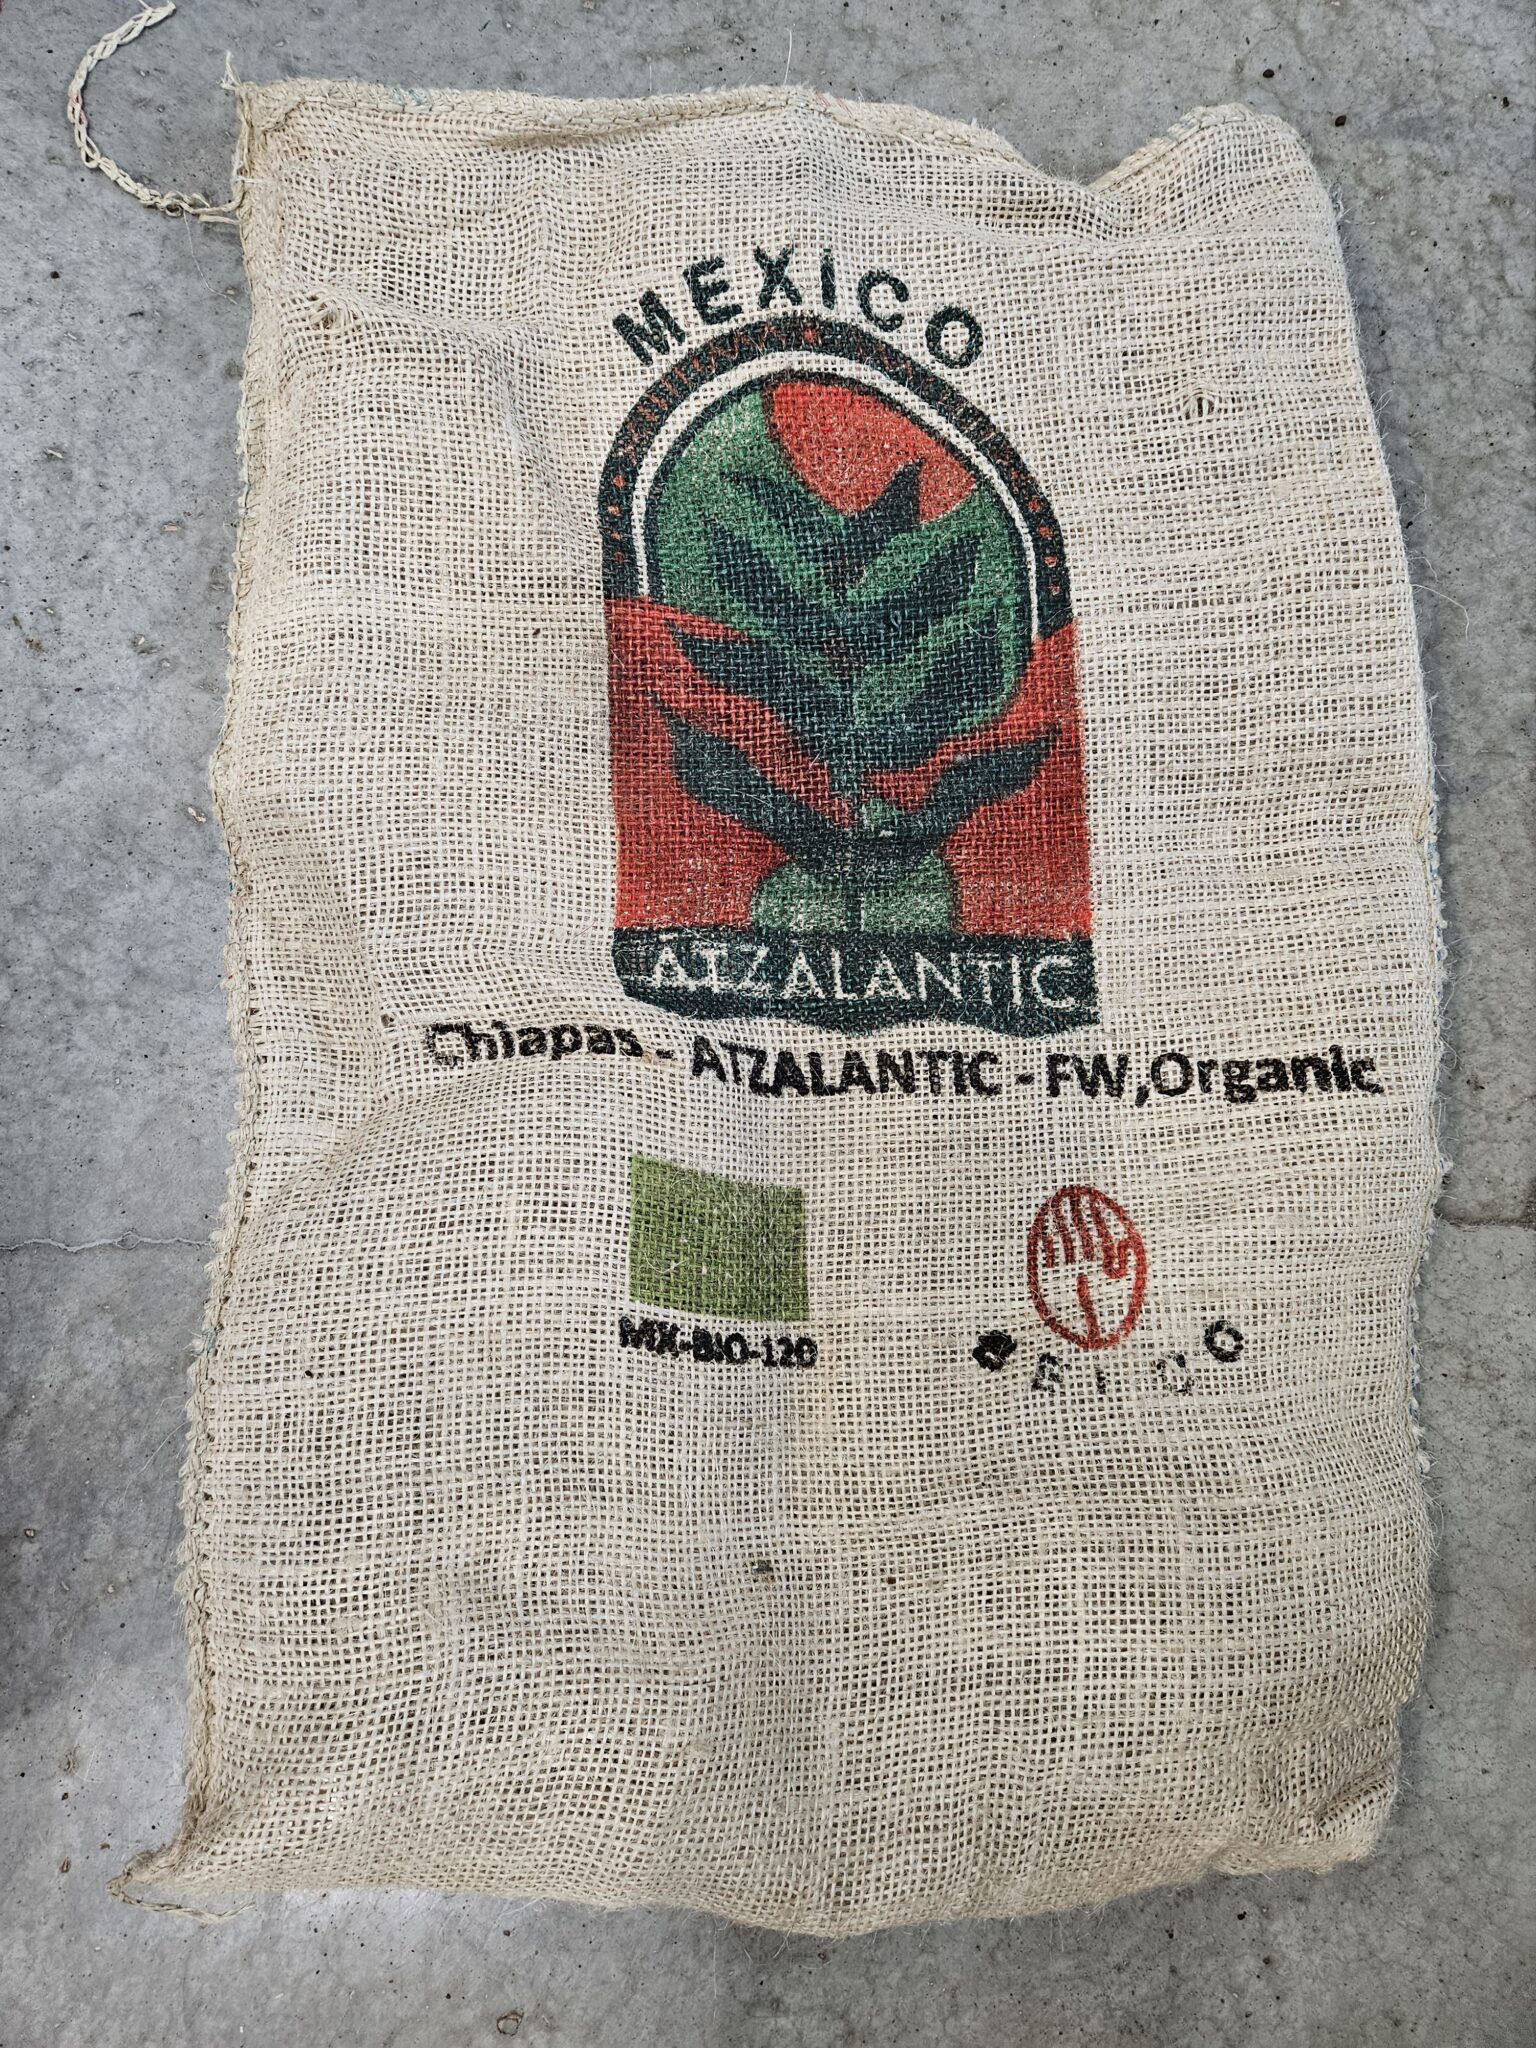 MEXICO
ATZALANTIC
Chiapas - ATZALANTIC - FW,Organic
MX-BIO-120